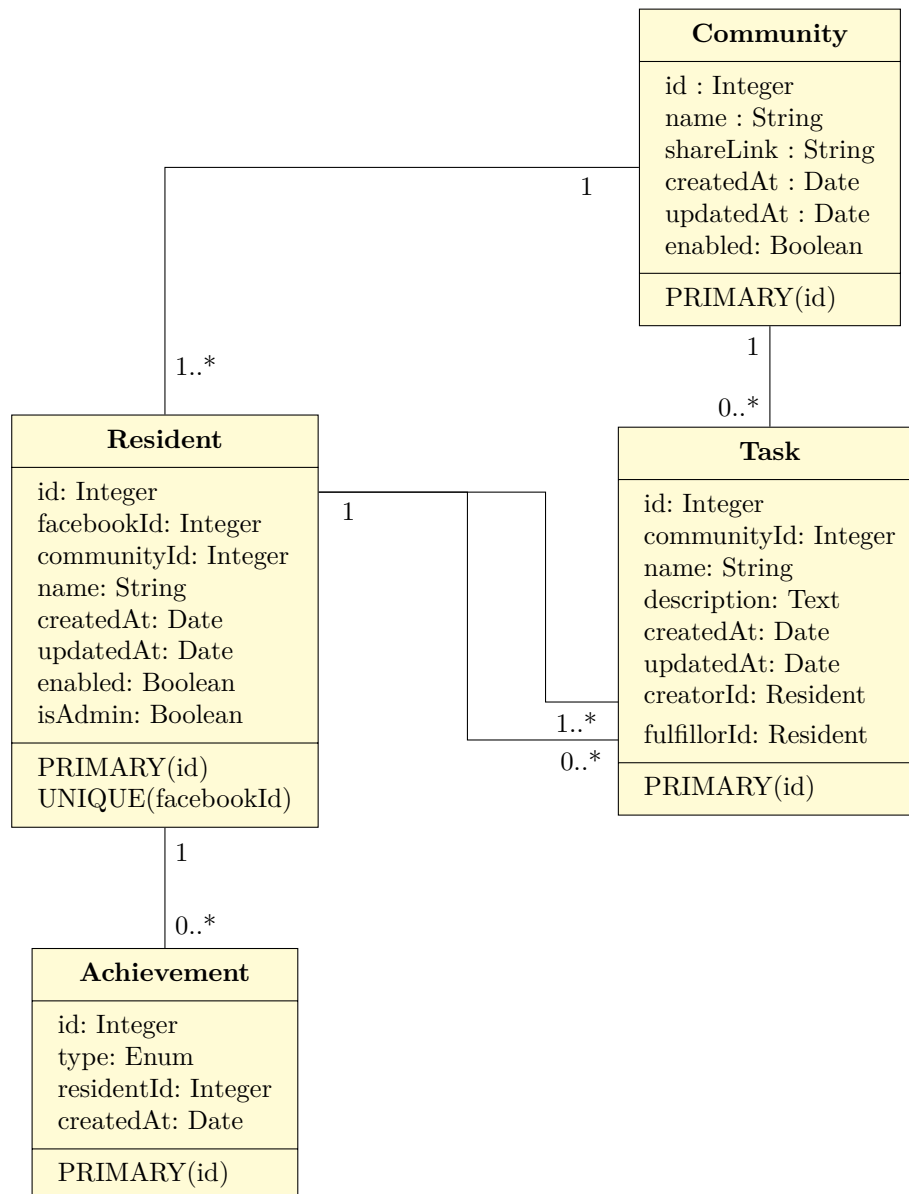 Community
id : Integer
name : String
shareLink : String
createdAt : Date
updatedAt : Date
enabled: Boolean
PRIMARY(id)
1
1..*
1
0..*
Resident
id: Integer
facebookId: Integer
communityId: Integer
name: String
createdAt: Date
updatedAt: Date
enabled: Boolean
isAdmin: Boolean
PRIMARY(id)
UNIQUE(facebookId)
1
1..*
0..*
Task
id: Integer
communityId: Integer
name: String
description: Text
createdAt: Date
updatedAt: Date
creatorId: Resident
fulfillorId: Resident
PRIMARY(id)
1
0..*
Achievement
id: Integer
type: Enum
residentId: Integer
createdAt: Date
PRIMARY(id)